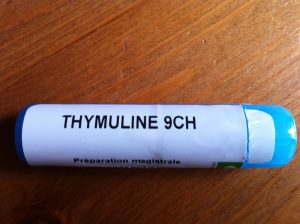 THYMULINE 9CH
Préparation magistrale